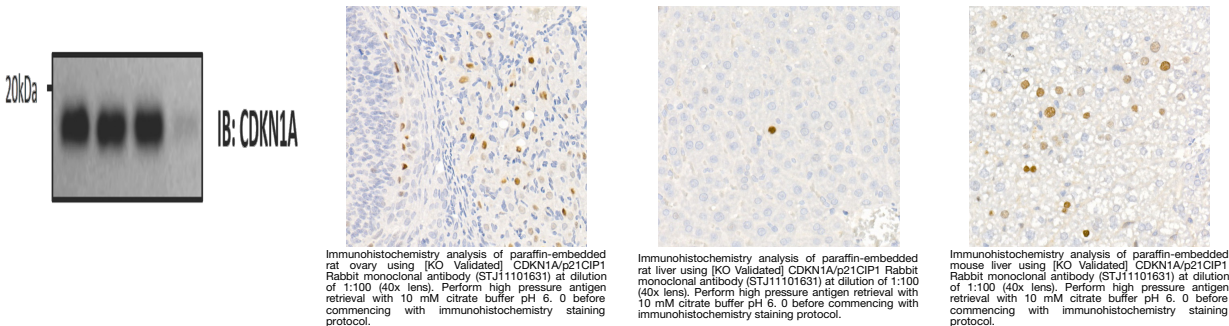 20kDa
IB: CDKN1A
Immunohistochemistry analysis of paraffin-embedded
rat ovary using [KO Validated] CDKN1A/p21CIP1
Rabbit monoclonal antibody (STJ11101631) at dilution
of 1:100 (40x lens). Perform high pressure antigen
retrieval with 10 mM citrate buffer pH 6. 0 before
commencing with immunohistochemistry staining
protocol.
Immunohistochemistry analysis of paraffin-embedded
rat liver using [KO Validated] CDKN1A/p21CIP1 Rabbit
monoclonal antibody (STJ11101631) at dilution of 1:100
(40x lens). Perform high pressure antigen retrieval with
10 mM citrate buffer pH 6. 0 before commencing with
immunohistochemistry staining protocol.
Immunohistochemistry analysis of paraffin-embedded
mouse liver using [KO Validated] CDKN1A/p21CIP1
Rabbit monoclonal antibody (STJ11101631) at dilution
of 1:100 (40x lens). Perform high pressure antigen
retrieval with 10 mM citrate buffer pH 6. 0 before
commencing with immunohistochemistry staining
protocol.